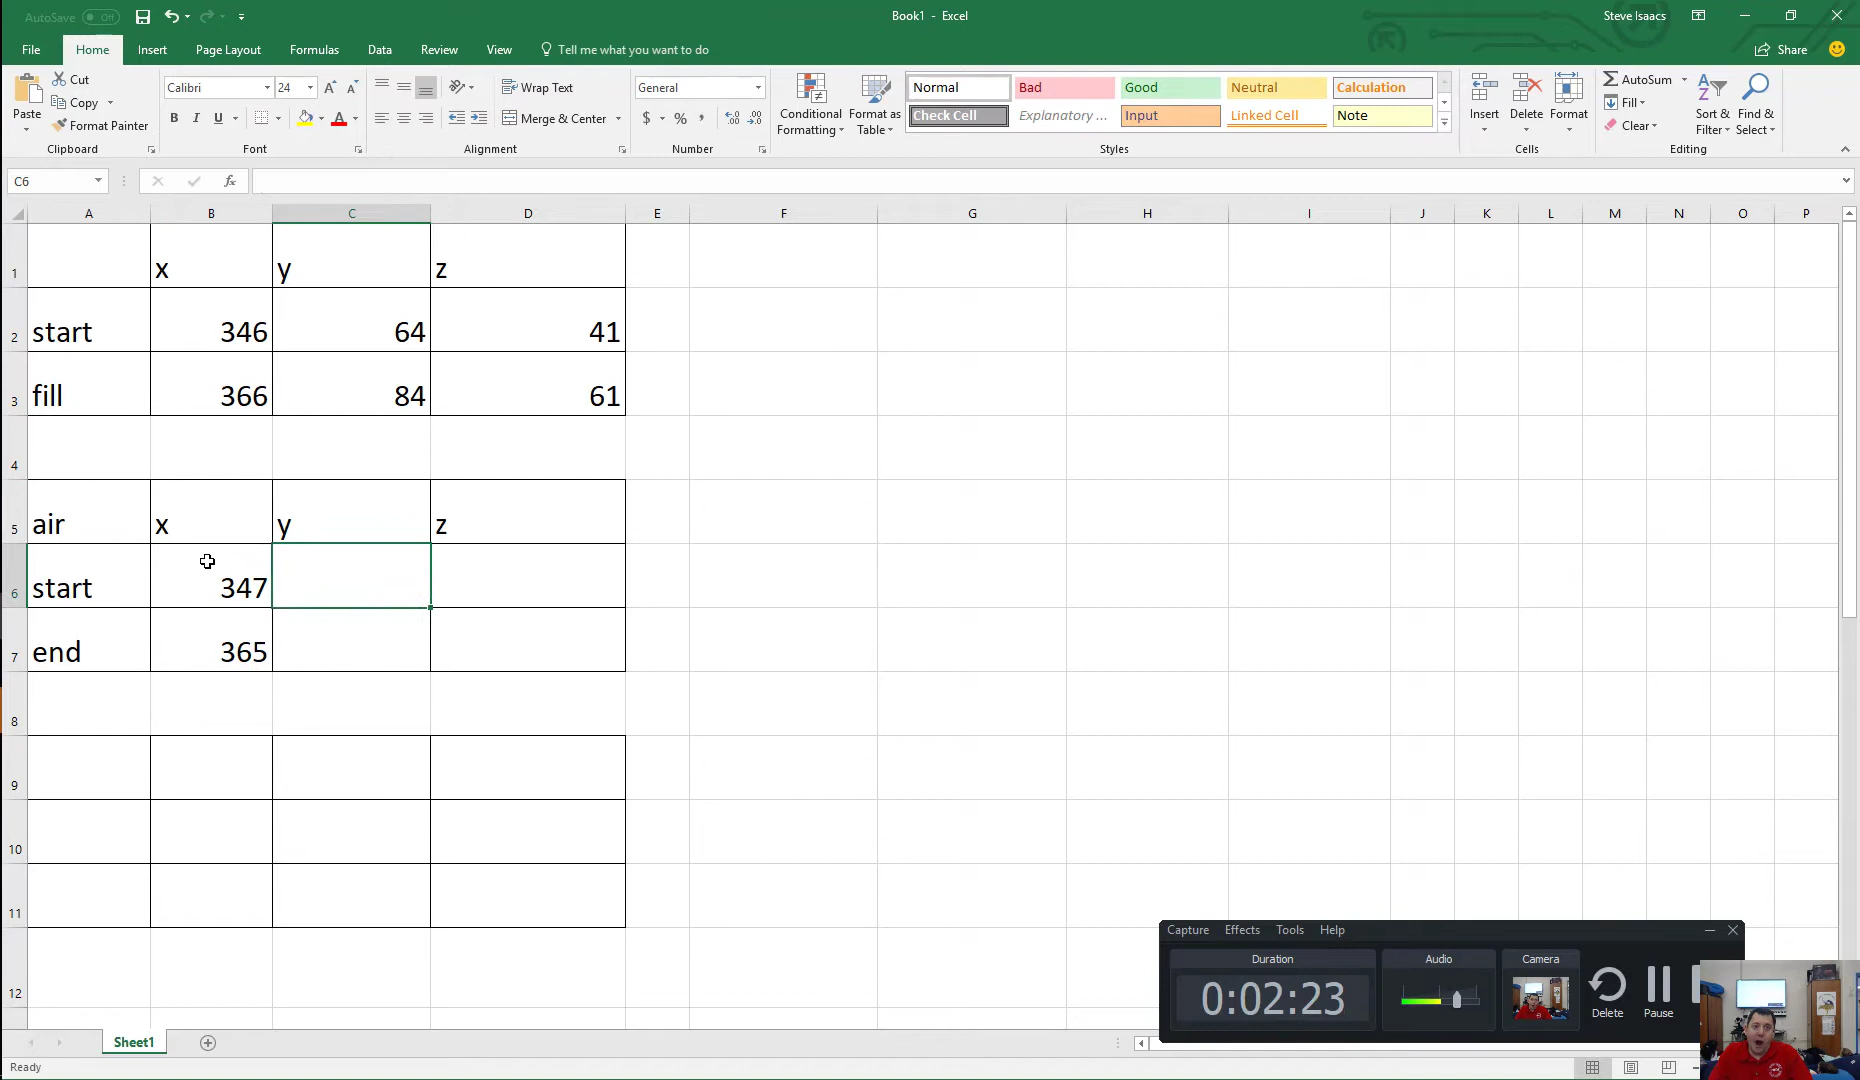 AutoSave Off
Book1 - Excel
Steve Isaacs
File Home Insert Page Layout Formulas Data Review View Tell me what you want to do Share
Paste
Cut
Copy
Format Painter
Clipboard
Calibri 24
B I U
Font
Wrap Text
Merge & Center
Alignment
General
$ % ,
Number
Conditional Formatting
Format as Table
Normal Bad Good Neutral Calculation
Check Cell Explanatory ... Input Linked Cell Note
Styles
Insert Delete Format
Cells
AutoSum
Fill
Clear
Sort & Filter
Find & Select
Editing
C6
fx
A B C D E F G H I J K L M N O P
1 x y z
2 start 346 64 41
3 fill 366 84 61
4
5 air x y z
6 start 347
7 end 365
8
9
10
11
12
Capture Effects Tools Help
Duration Audio Camera
0:02:23
Delete Pause
Sheet1
Ready